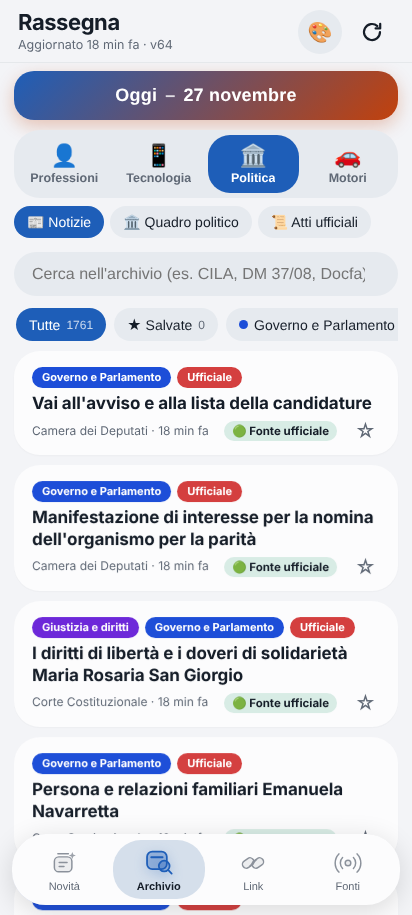 Rassegna
Aggiornato 18 min fa · v64
Oggi – 27 novembre
Professioni
Tecnologia
Politica
Motori
Notizie
Quadro politico
Atti ufficiali
Cerca nell'archivio (es. CILA, DM 37/08, Docfa)
Tutte 1761
★ Salvate 0
Governo e Parlamento
Governo e Parlamento Ufficiale
Vai all'avviso e alla lista della candidature
Camera dei Deputati · 18 min fa Fonte ufficiale
Governo e Parlamento Ufficiale
Manifestazione di interesse per la nomina
dell'organismo per la parità
Camera dei Deputati · 18 min fa Fonte ufficiale
Giustizia e diritti Governo e Parlamento Ufficiale
I diritti di libertà e i doveri di solidarietà
Maria Rosaria San Giorgio
Corte Costituzionale · 18 min fa Fonte ufficiale
Governo e Parlamento Ufficiale
Persona e relazioni familiari Emanuela
Navarretta
Novità
Archivio
Link
Fonti